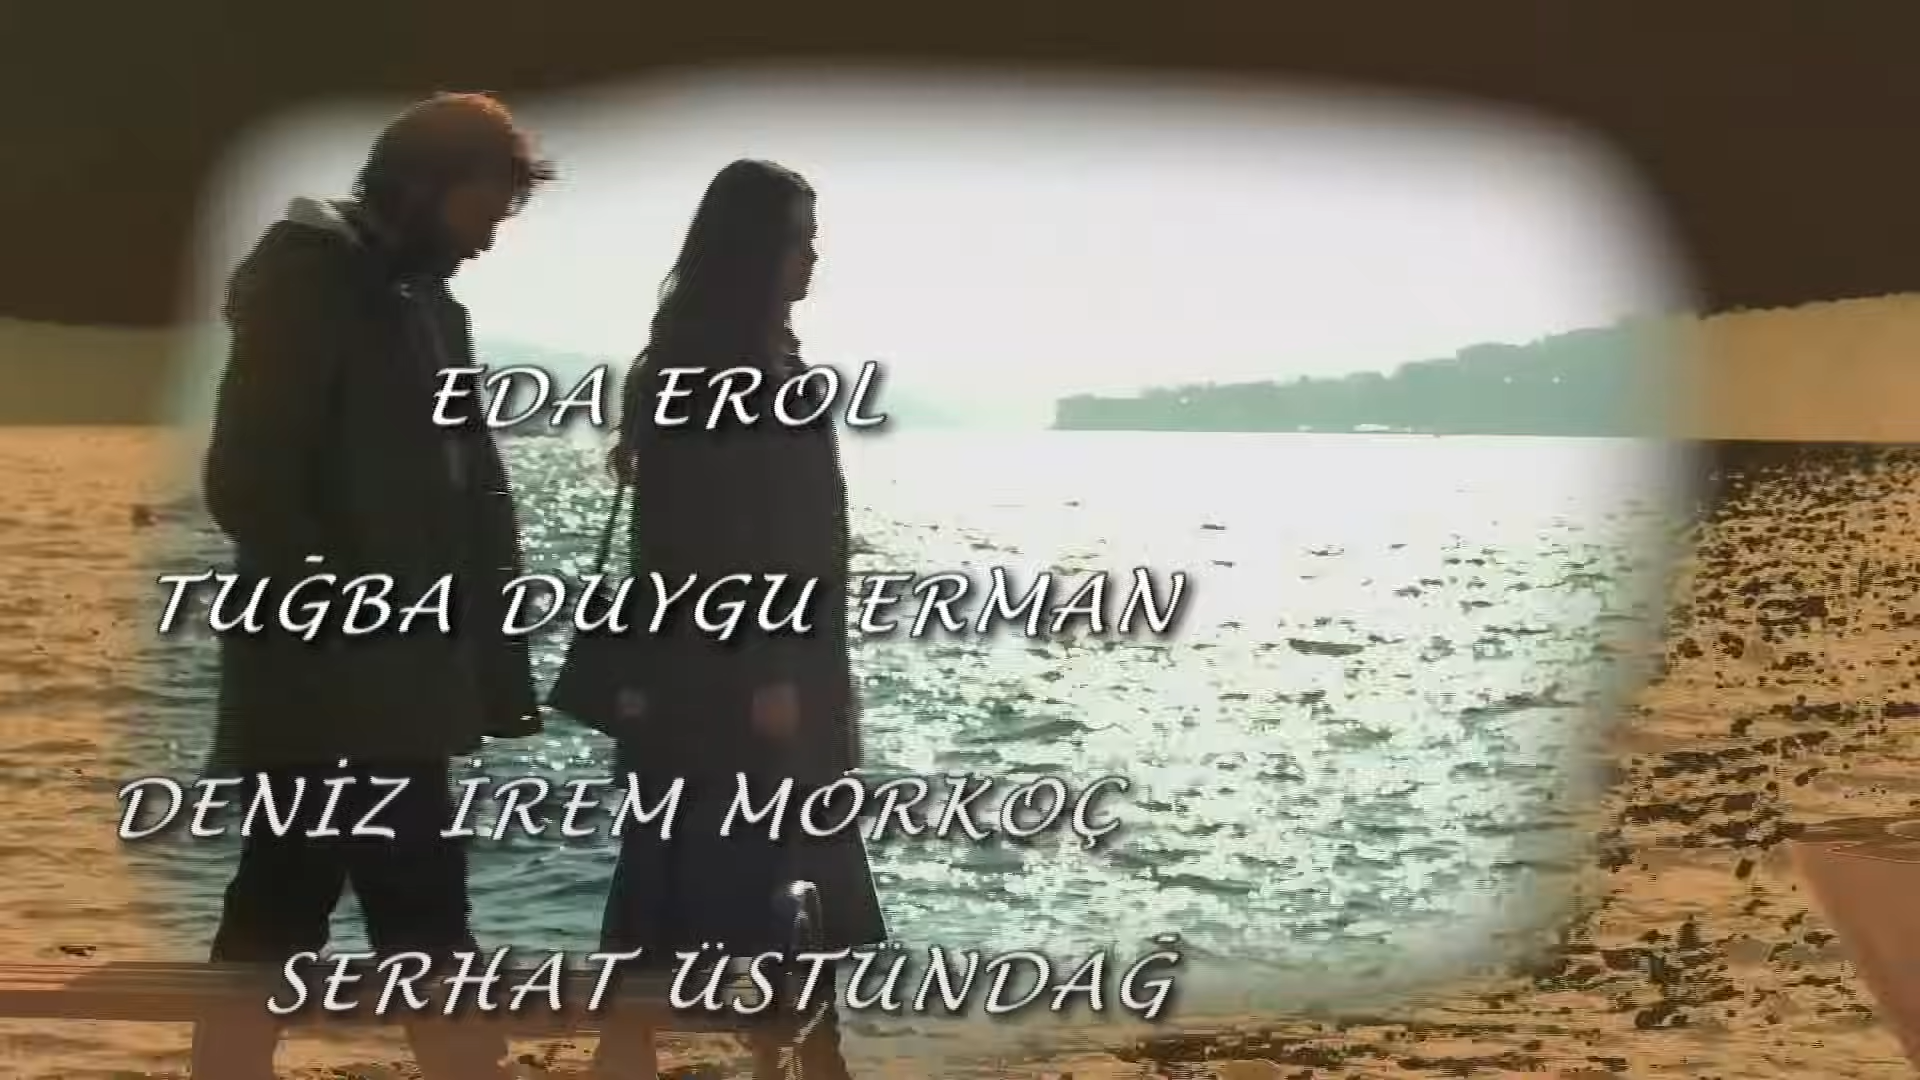 EDA EROL
TUĞBA DUYGU ERMAN
DENİZ İREM MORKOÇ
SERHAT ÜSTÜNDAĞ